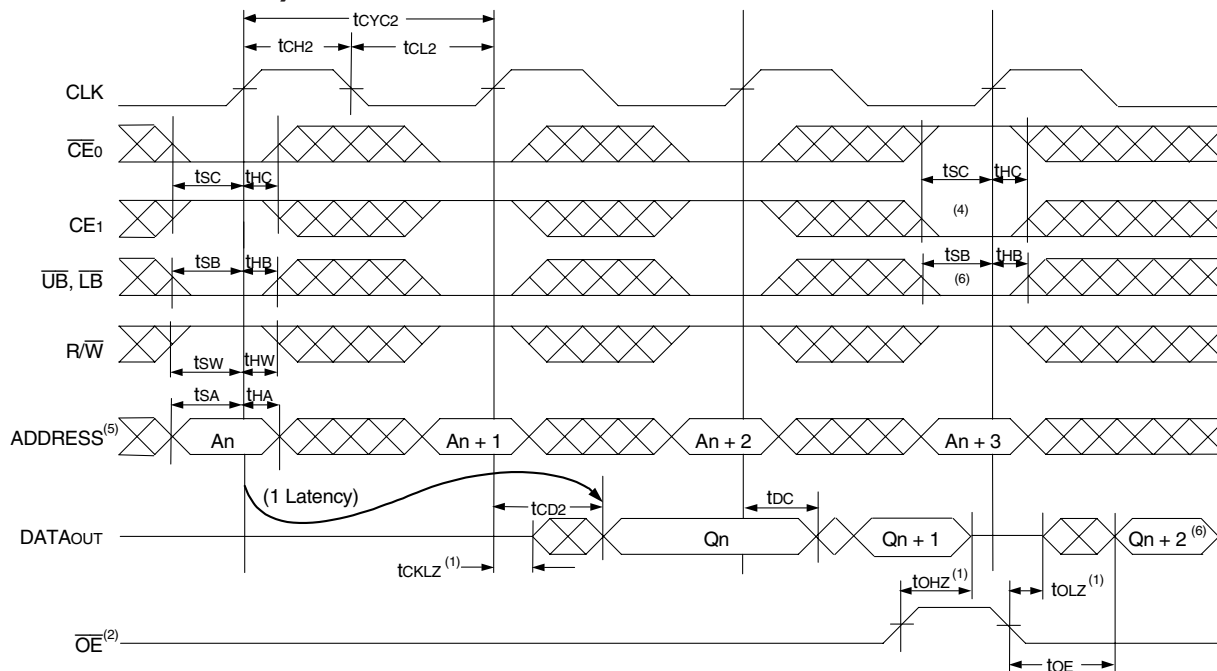 tCYC2
tCH2
tCL2
CLK
CE0
tSC
tHC
tSC
tHC
CE1
(4)
tSB
tHB
tSB
tHB
UB, LB
(6)
R/W
tSW
tHW
tSA
tHA
ADDRESS(5)
An
An + 1
An + 2
An + 3
(1 Latency)
tCD2
tDC
DATAOUT
Qn
Qn + 1
Qn + 2 (6)
tCKLZ (1)
tOHZ (1)
tOLZ (1)
OE (2)
tOE